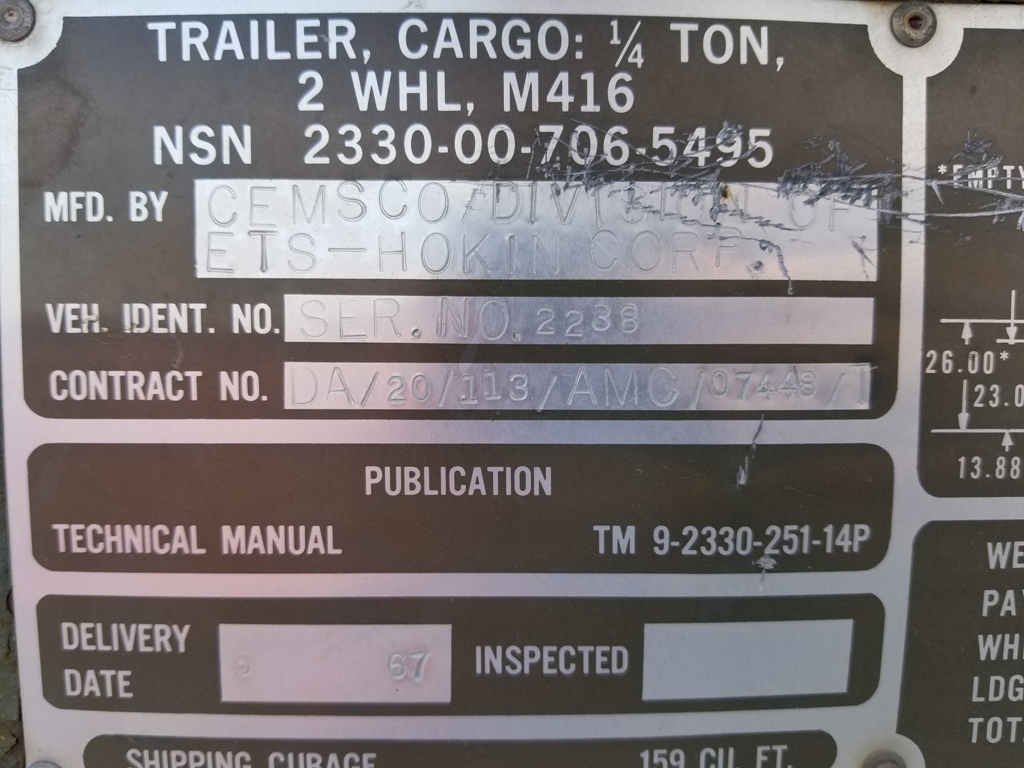 TRAILER, CARGO: ¼ TON,
2 WHL, M416
NSN 2330-00-706-5495
MFD. BY CEMSCO/DIVISION OF
ETS-HOKIN CORP.
VEH. IDENT. NO. SER. NO. 2238
CONTRACT NO. DA/20/113/AMC/07448/T
PUBLICATION
TECHNICAL MANUAL TM 9-2330-251-14P
DELIVERY
DATE 67
INSPECTED
SHIPPING CUBAGE 159 CU. FT.
*EMPTY
26.00*
23.0
13.88
WE
PAY
WH
LDG
TOT